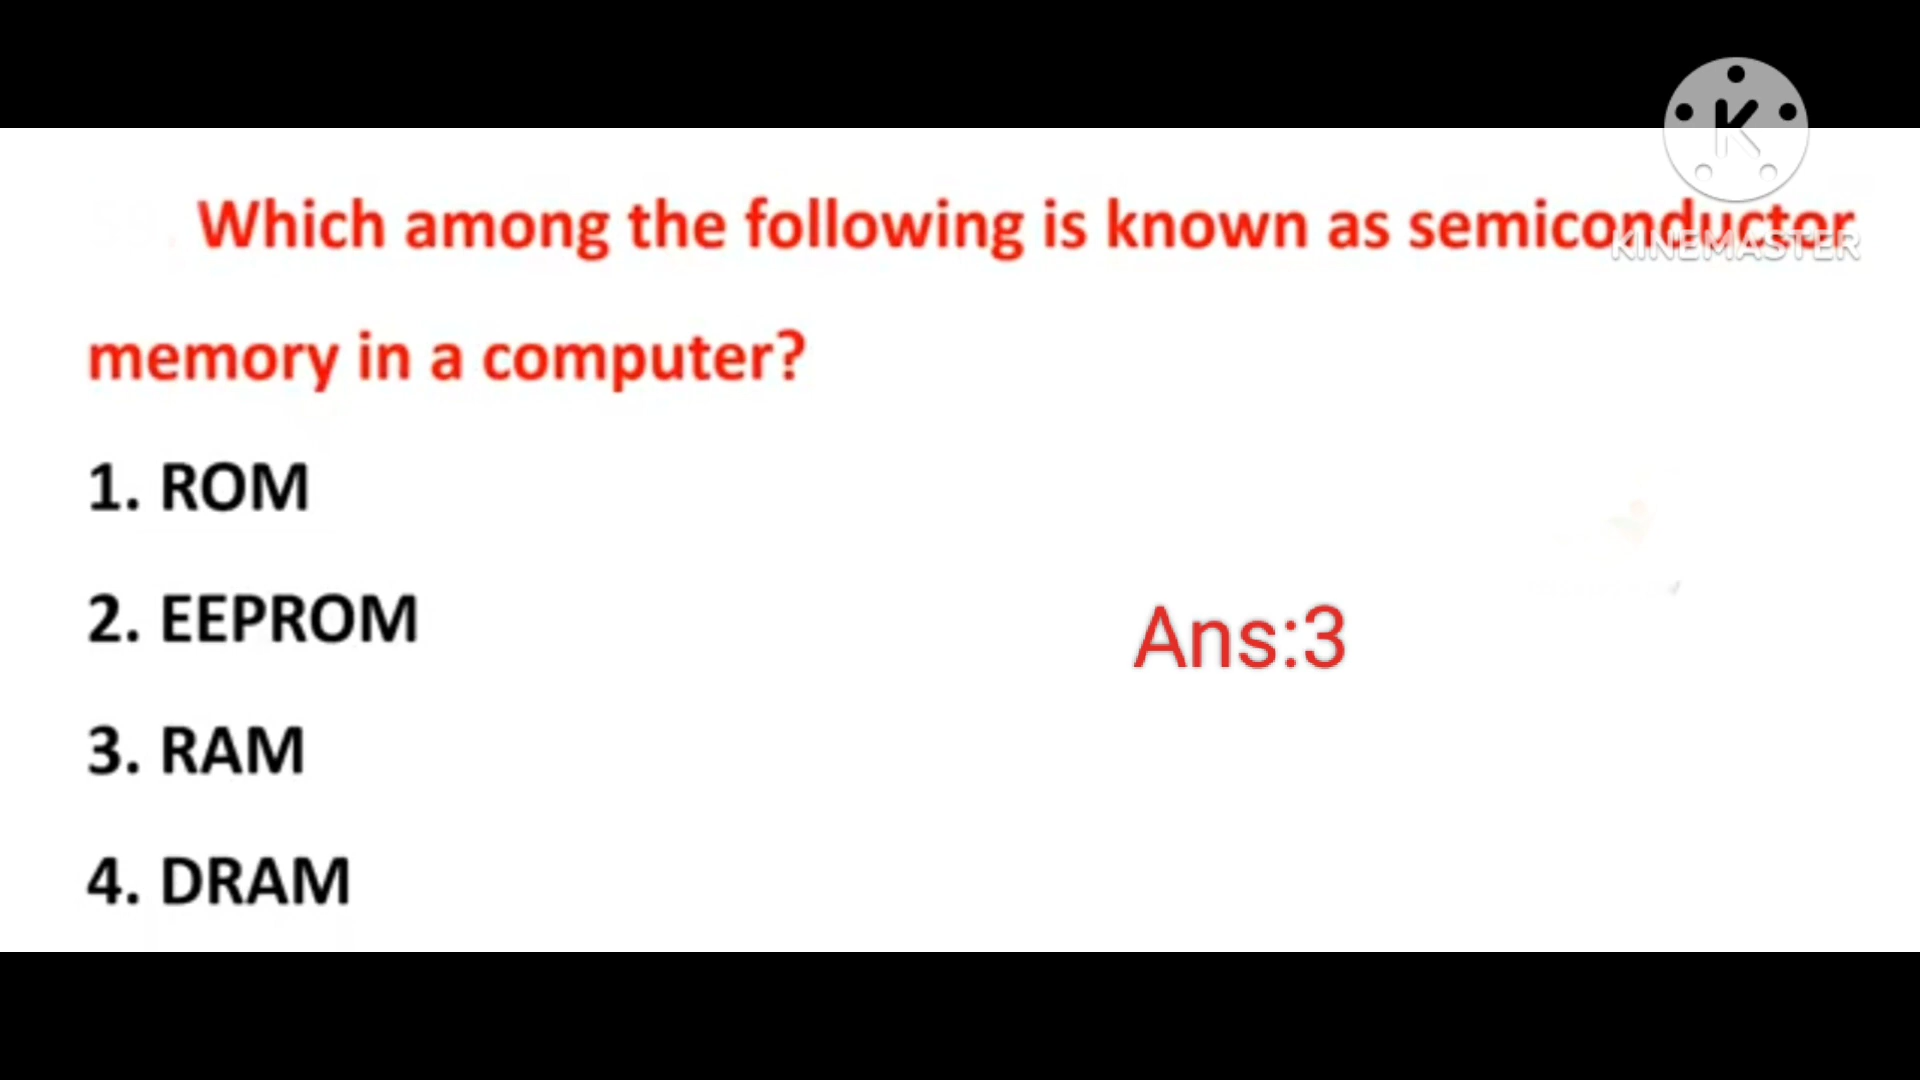 Which among the following is known as semiconductor
KINEMASTER
memory in a computer?
1. ROM
2. EEPROM
Ans:3
3. RAM
4. DRAM